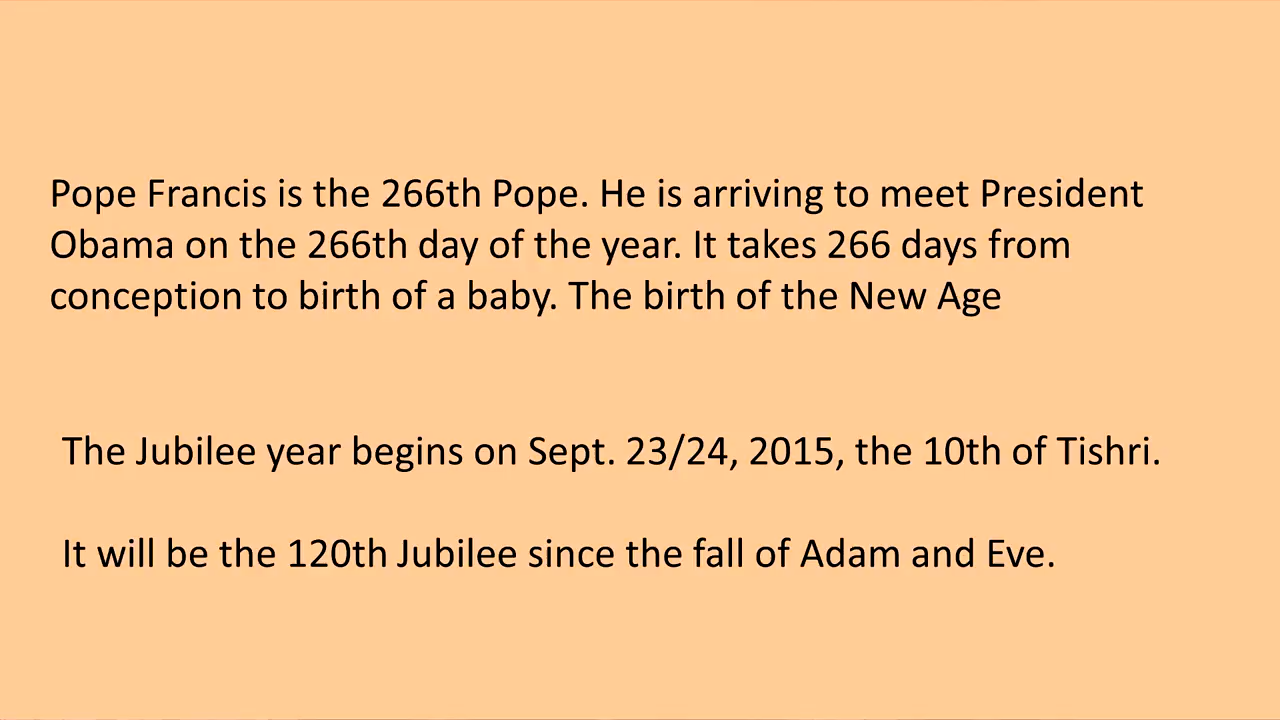 Pope Francis is the 266th Pope. He is arriving to meet President
Obama on the 266th day of the year. It takes 266 days from
conception to birth of a baby. The birth of the New Age
The Jubilee year begins on Sept. 23/24, 2015, the 10th of Tishri.
It will be the 120th Jubilee since the fall of Adam and Eve.